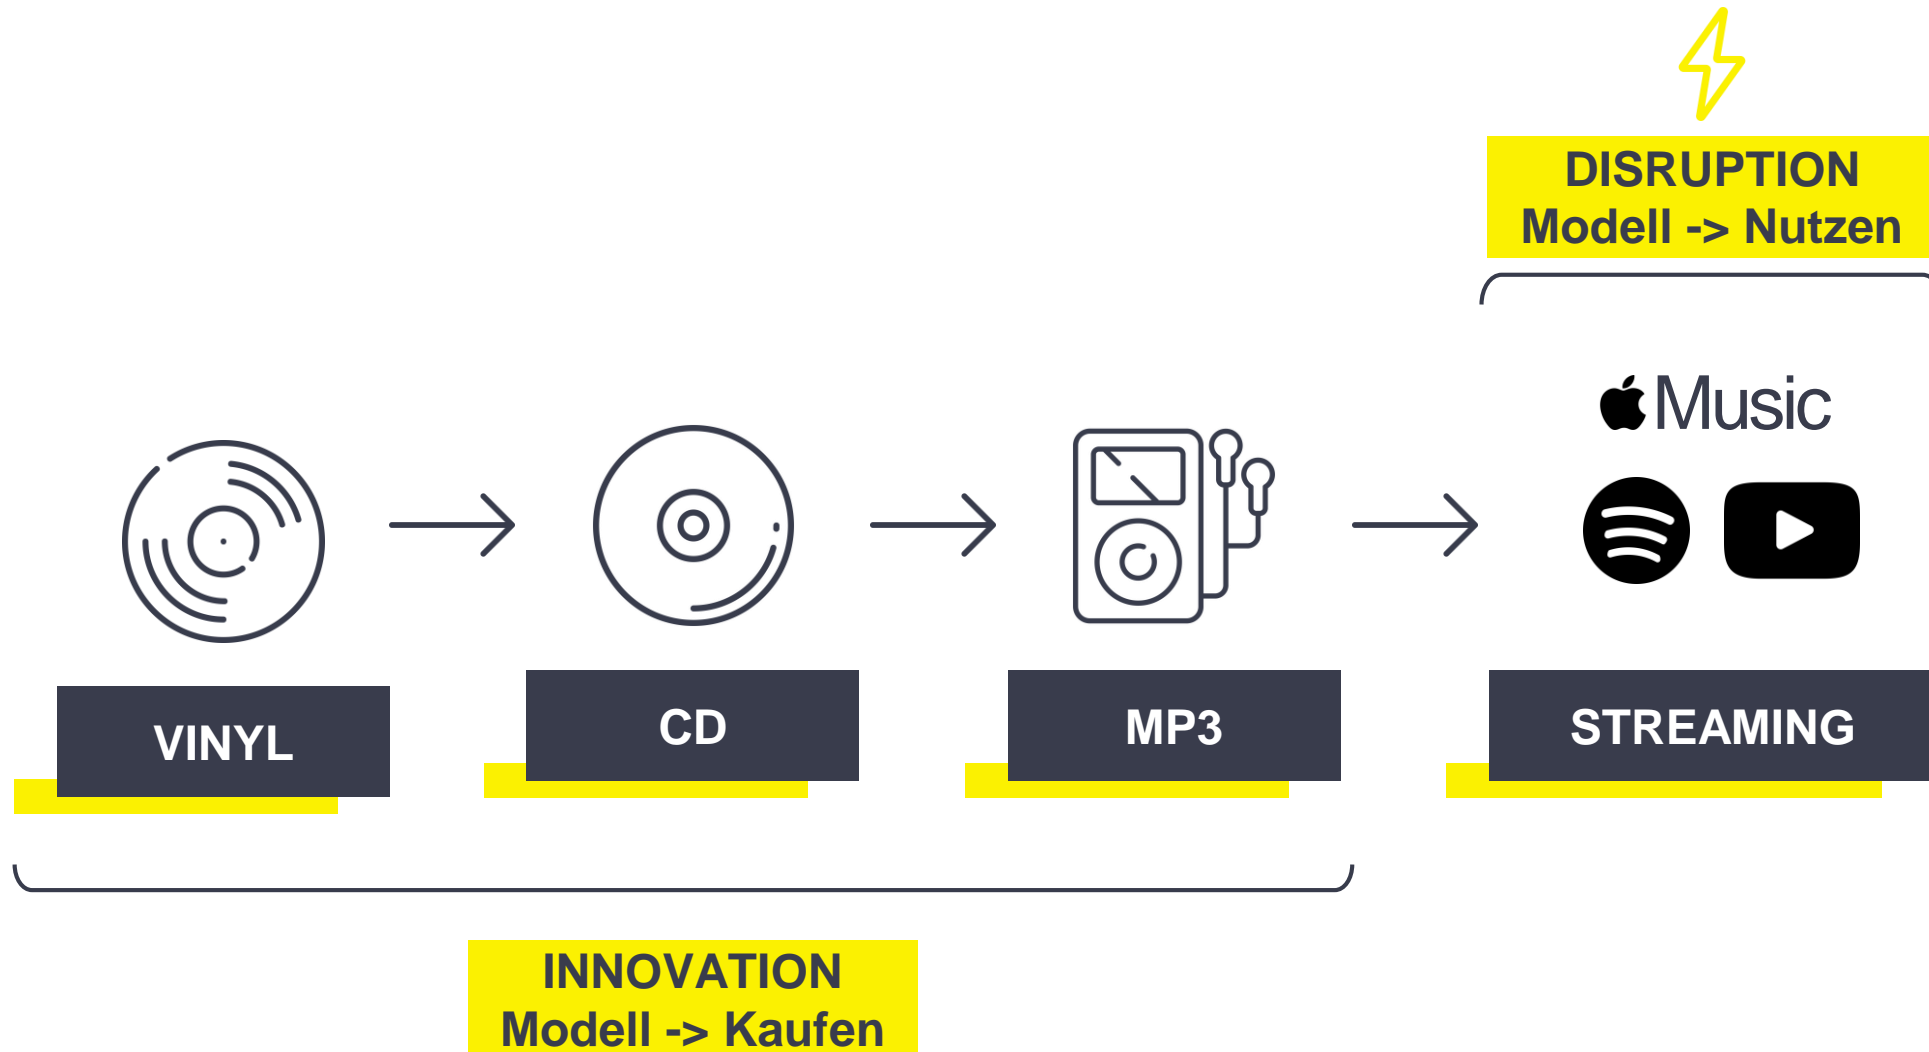 DISRUPTION
Modell -> Nutzen
Music
VINYL
CD
MP3
STREAMING
INNOVATION
Modell -> Kaufen